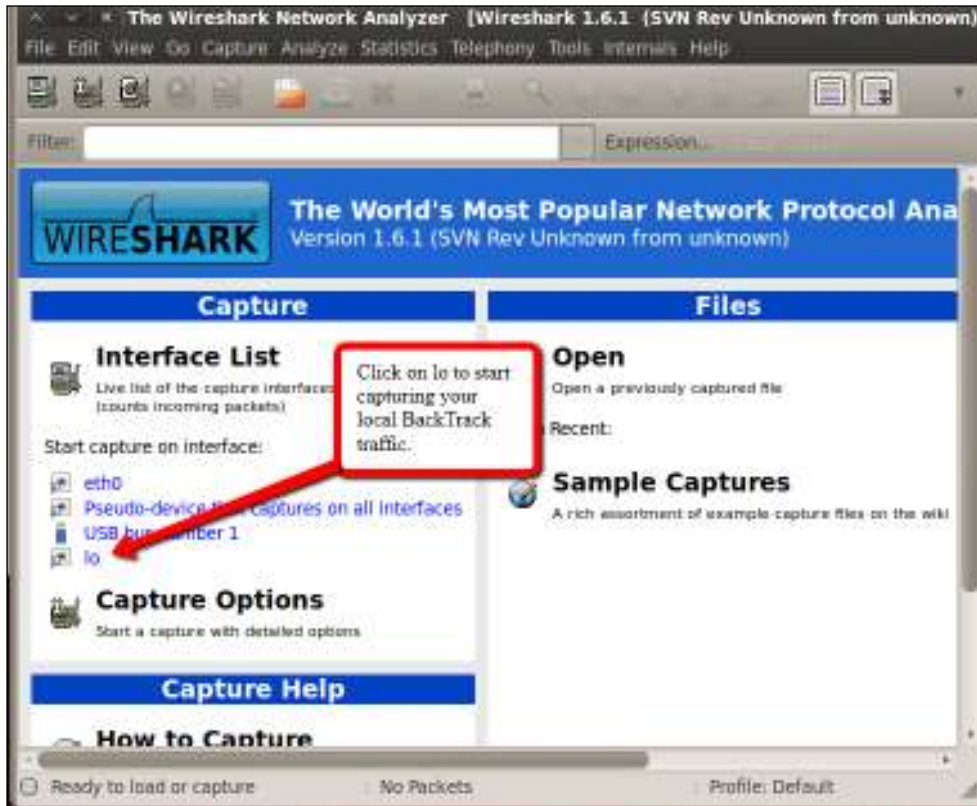 The Wireshark Network Analyzer [Wireshark 1.6.1 (SVN Rev Unknown from unknown)
File Edit View Go Capture Analyze Statistics Telephony Tools Internals Help
Filter: Expression...
WIRESHARK
The World's Most Popular Network Protocol Ana
Version 1.6.1 (SVN Rev Unknown from unknown)
Capture
Interface List
Live list of the capture interfaces
(counts incoming packets)
Start capture on interface:
eth0
Pseudo-device that captures on all interfaces
USB bus number 1
lo
Click on lo to start
capturing your
local BackTrack
traffic.
Capture Options
Start a capture with detailed options
Capture Help
How to Capture
Files
Open
Open a previously captured file
Recent:
Sample Captures
A rich assortment of example capture files on the wiki
Ready to load or capture No Packets Profile: Default